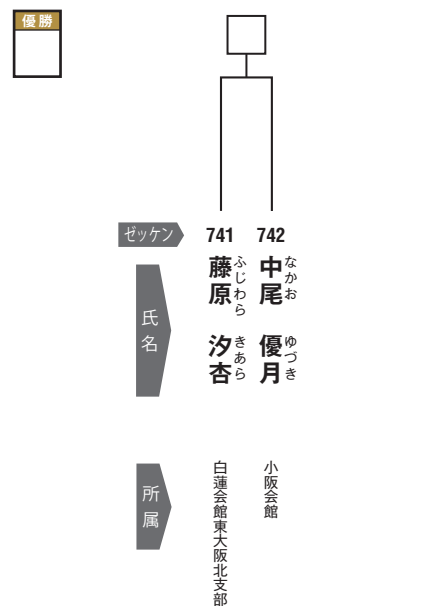 優勝
ゼッケン
741
742
氏名
藤原 汐杏
ふじわら きあら
中尾 優月
なかお ゆづき
所属
白蓮会館東大阪北支部
小阪会館